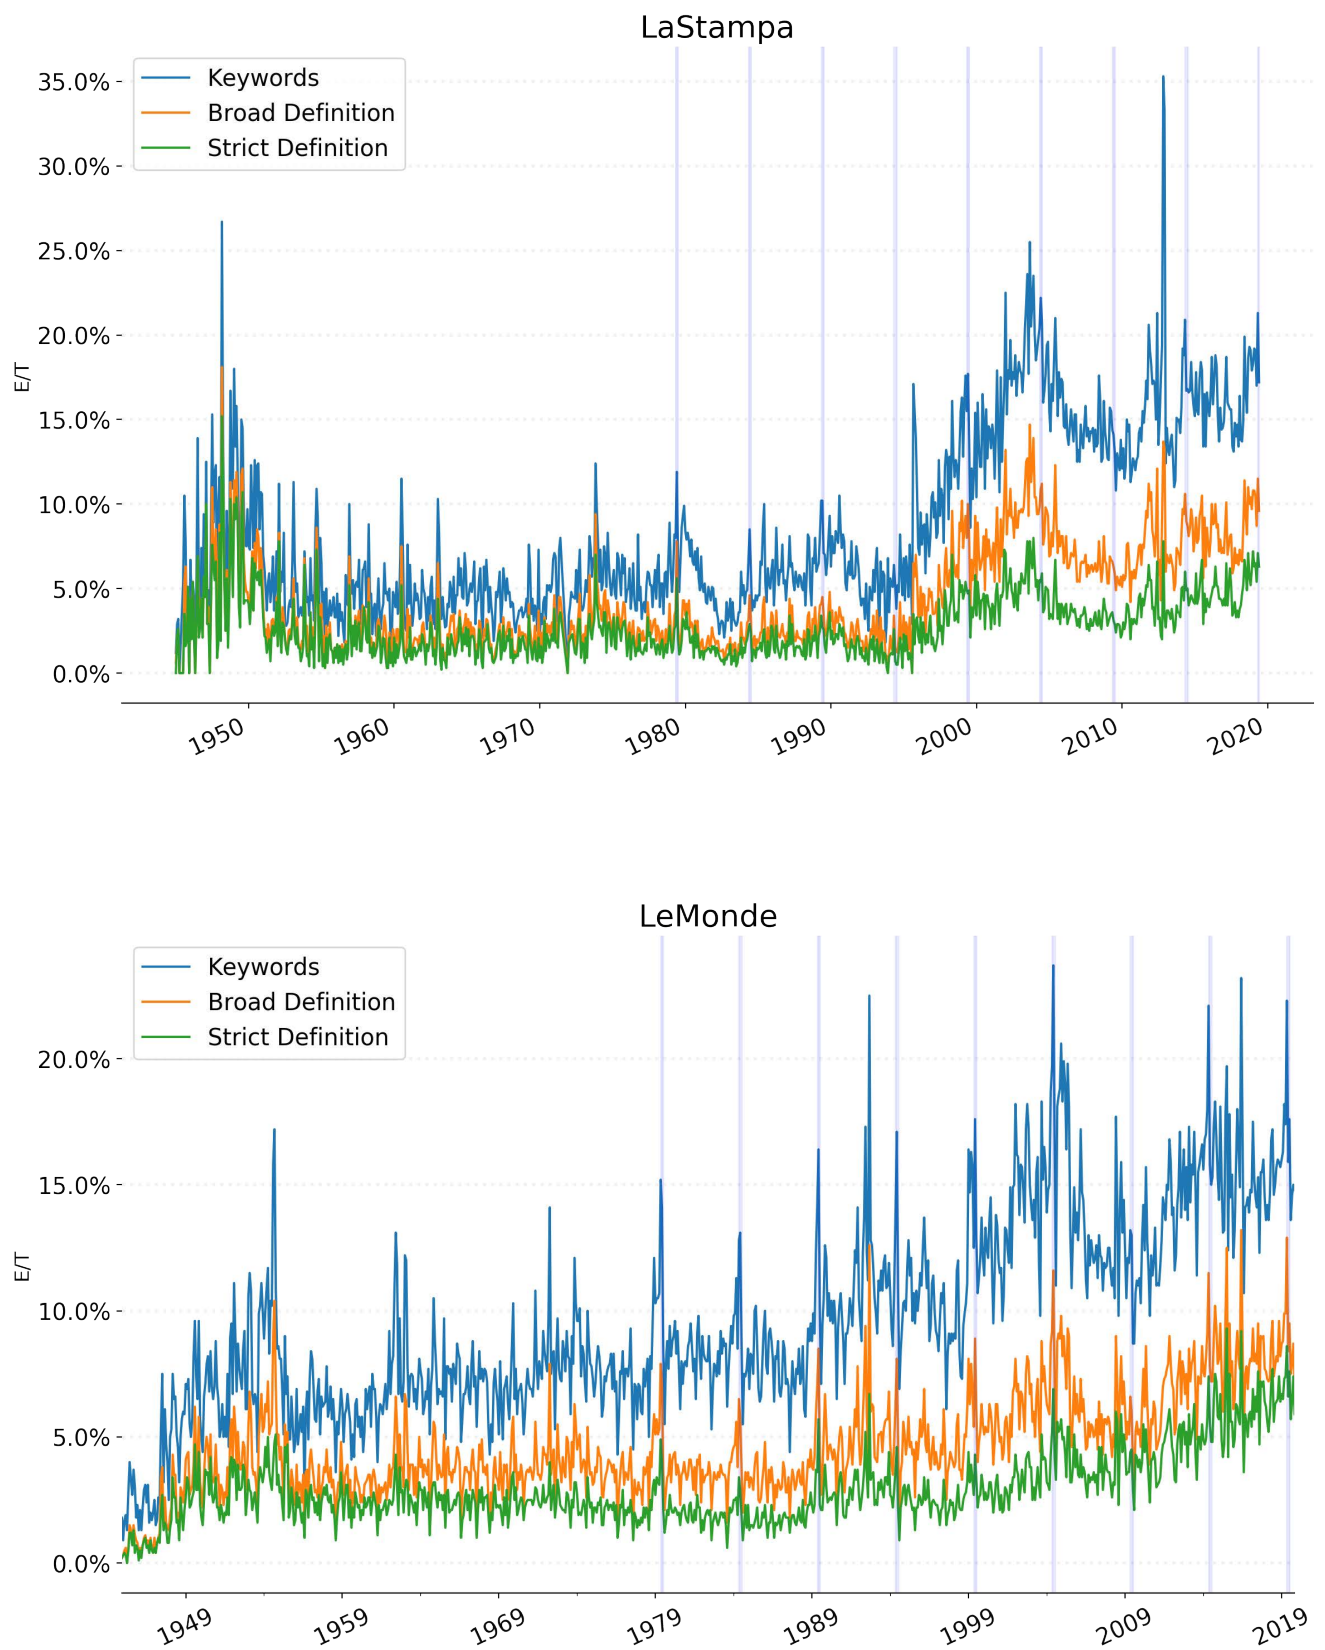 LaStampa
Keywords
Broad Definition
Strict Definition
35.0%
30.0%
25.0%
20.0%
15.0%
10.0%
5.0%
0.0%
E/T
1950
1960
1970
1980
1990
2000
2010
2020
LeMonde
Keywords
Broad Definition
Strict Definition
20.0%
15.0%
10.0%
5.0%
0.0%
E/T
1949
1959
1969
1979
1989
1999
2009
2019